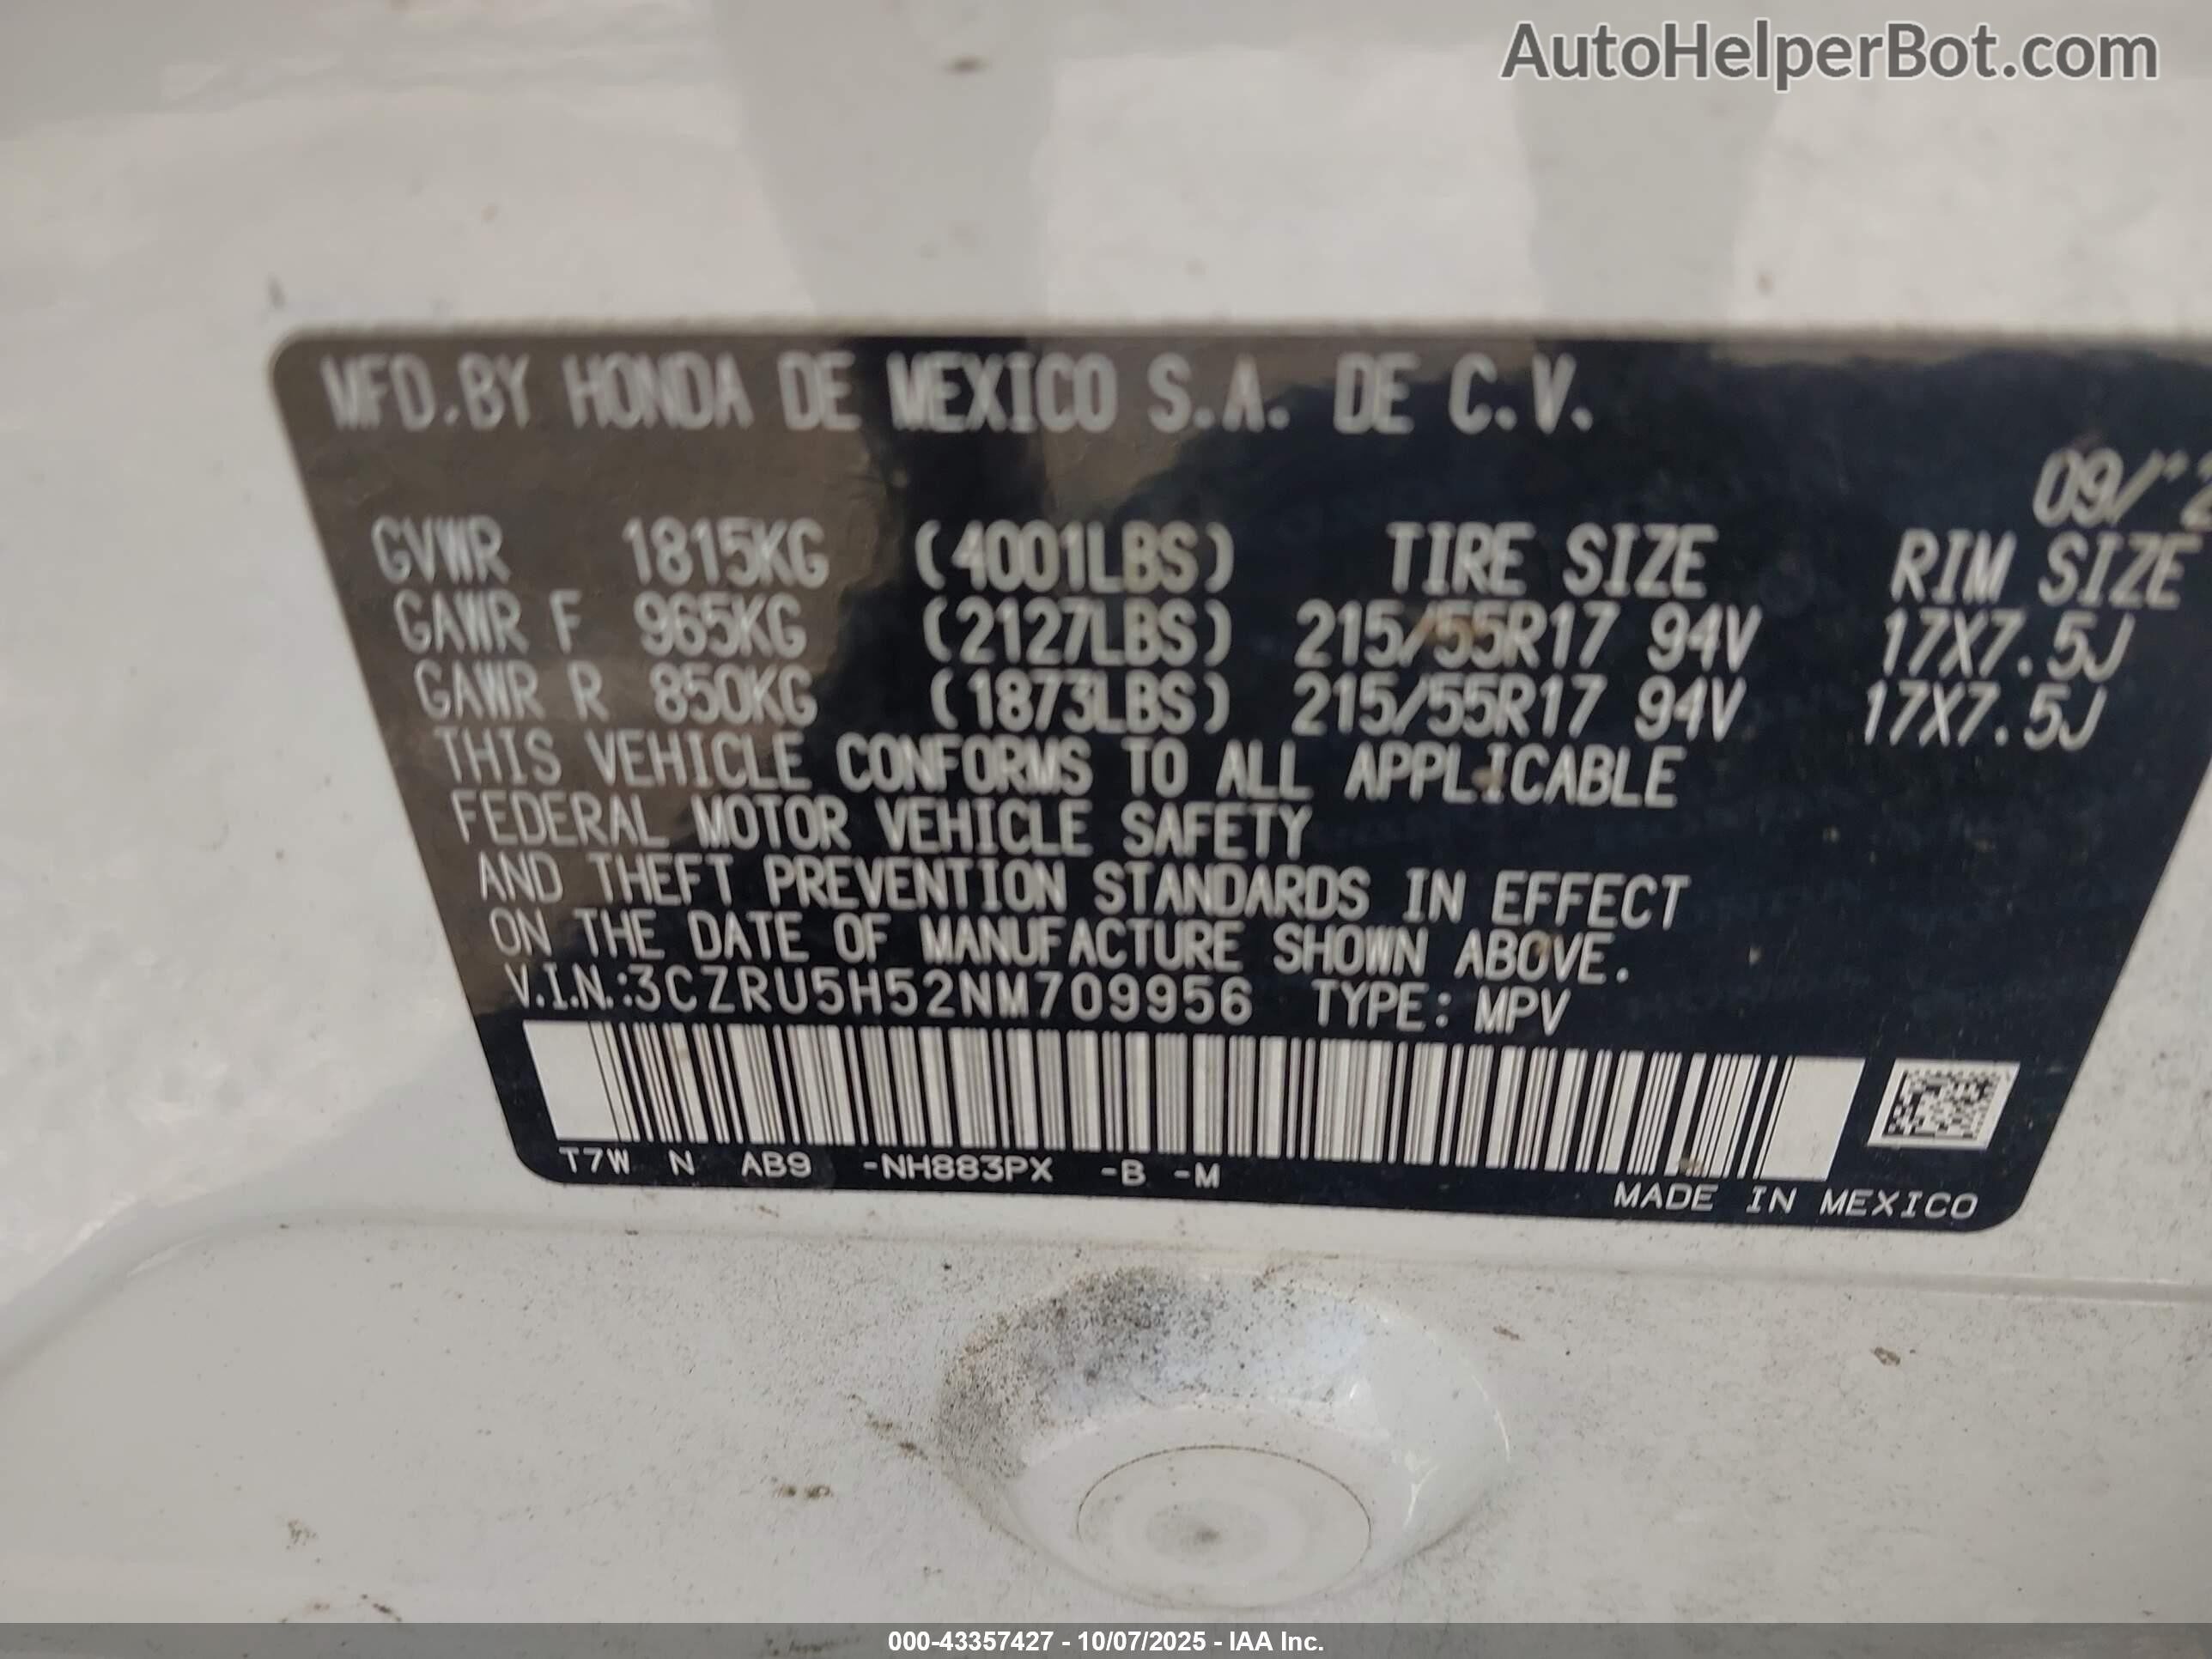 AutoHelperBot.com
MFD.BY HONDA DE MEXICO S.A. DE C.V.
09/
GVWR 1815KG (4001LBS) TIRE SIZE RIM SIZE
GAWR F 965KG (2127LBS) 215/55R17 94V 17X7.5J
GAWR R 850KG (1873LBS) 215/55R17 94V 17X7.5J
THIS VEHICLE CONFORMS TO ALL APPLICABLE
FEDERAL MOTOR VEHICLE SAFETY
AND THEFT PREVENTION STANDARDS IN EFFECT
ON THE DATE OF MANUFACTURE SHOWN ABOVE.
V.I.N.:3CZRU5H52NM709956 TYPE: MPV
T7W N AB9 -NH883PX -B -M
MADE IN MEXICO
000-43357427 - 10/07/2025 - IAA Inc.